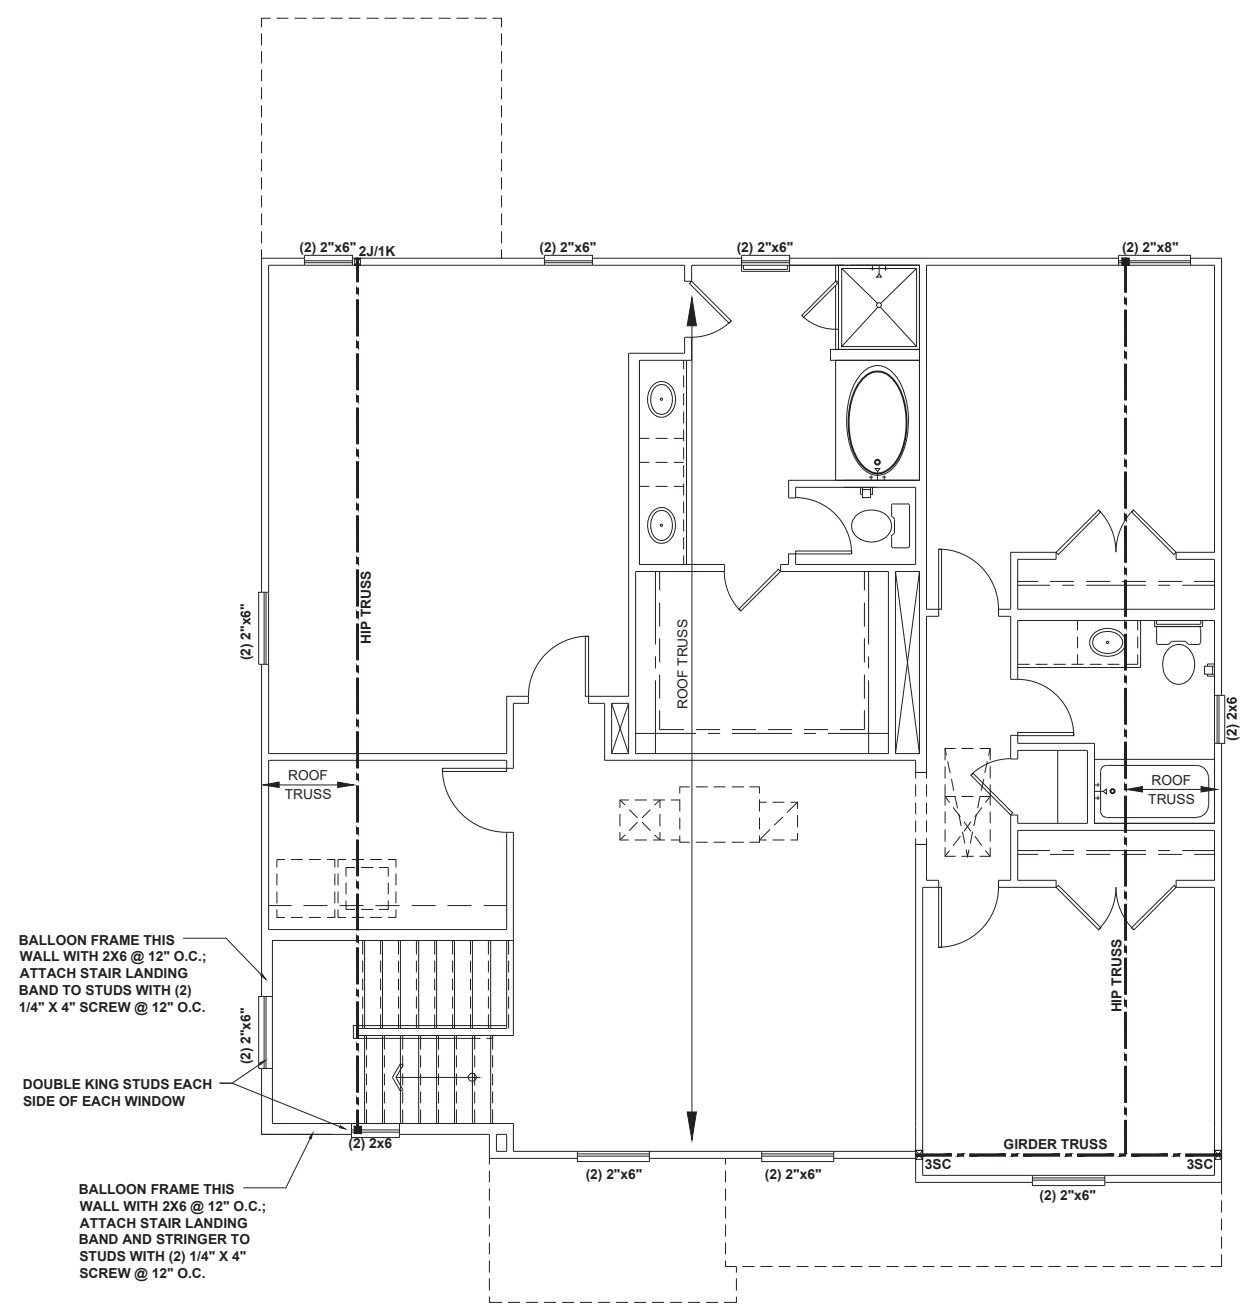 (2) 2"x6"
2J/1K
(2) 2"x6"
(2) 2"x6"
(2) 2"x8"
HIP TRUSS
(2) 2"x6"
ROOF TRUSS
(2) 2x6
ROOF
TRUSS
ROOF
TRUSS
BALLOON FRAME THIS
WALL WITH 2X6 @ 12" O.C.;
ATTACH STAIR LANDING
BAND TO STUDS WITH (2)
1/4" X 4" SCREW @ 12" O.C.
HIP TRUSS
(2) 2"x6"
DOUBLE KING STUDS EACH
SIDE OF EACH WINDOW
(2) 2x6
GIRDER TRUSS
3SC
3SC
(2) 2"x6"
(2) 2"x6"
(2) 2"x6"
BALLOON FRAME THIS
WALL WITH 2X6 @ 12" O.C.;
ATTACH STAIR LANDING
BAND AND STRINGER TO
STUDS WITH (2) 1/4" X 4"
SCREW @ 12" O.C.